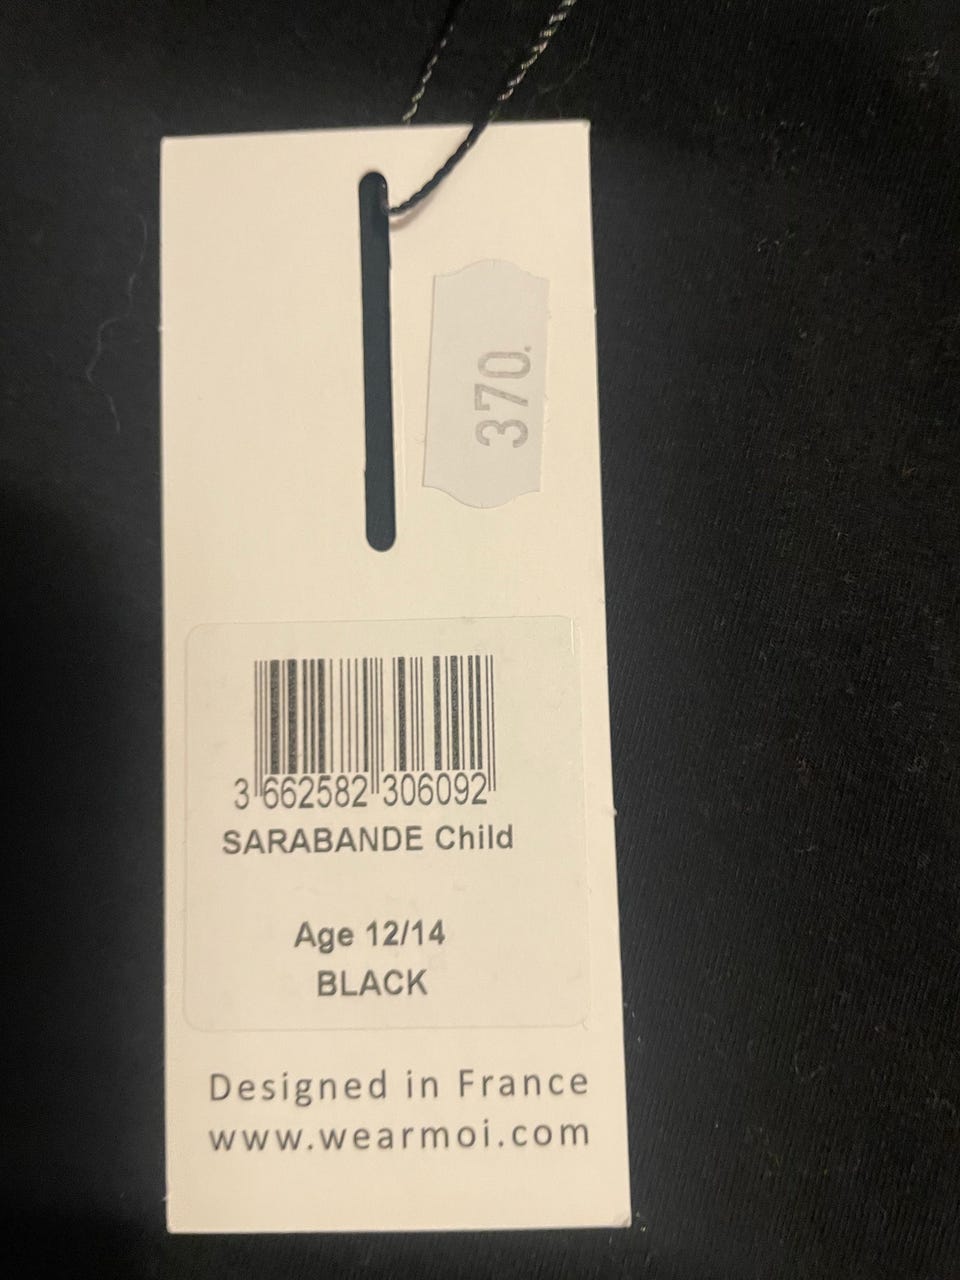 370.
3 662582 306092
SARABANDE Child
Age 12/14
BLACK
Designed in France
www.wearmoi.com